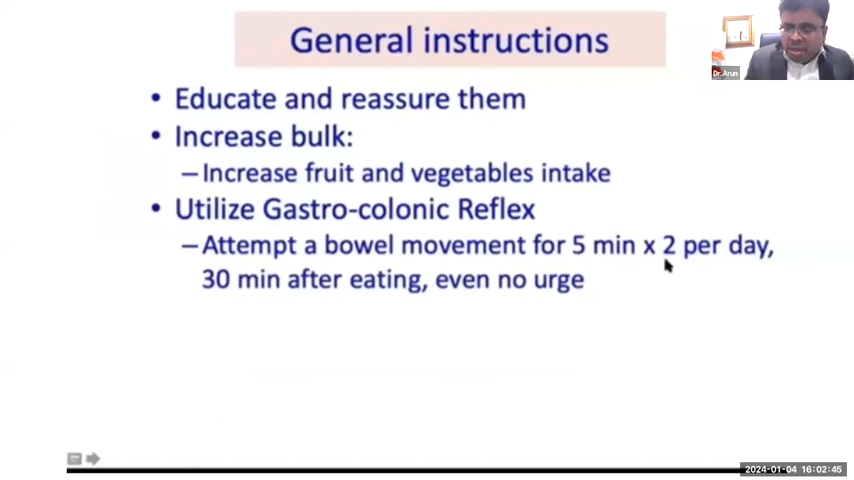 General instructions
Dr.Arun
• Educate and reassure them
• Increase bulk:
–Increase fruit and vegetables intake
• Utilize Gastro-colonic Reflex
–Attempt a bowel movement for 5 min x 2 per day,
30 min after eating, even no urge
2024-01-04 16:02:45